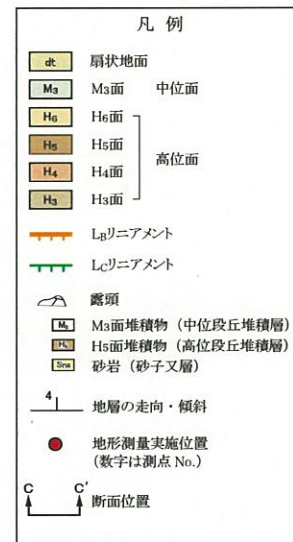 凡 例
dt 扇状地面
M3 M3面 中位面
H6 H6面
H5 H5面
高位面
H4 H4面
H3 H3面
LBリニアメント
LCリニアメント
露頭
M3 M3面堆積物（中位段丘堆積層）
H5 H5面堆積物（高位段丘堆積層）
Sns 砂岩（砂子又層）
4 地層の走向・傾斜
地形測量実施位置
（数字は測点 No.）
C C' 断面位置